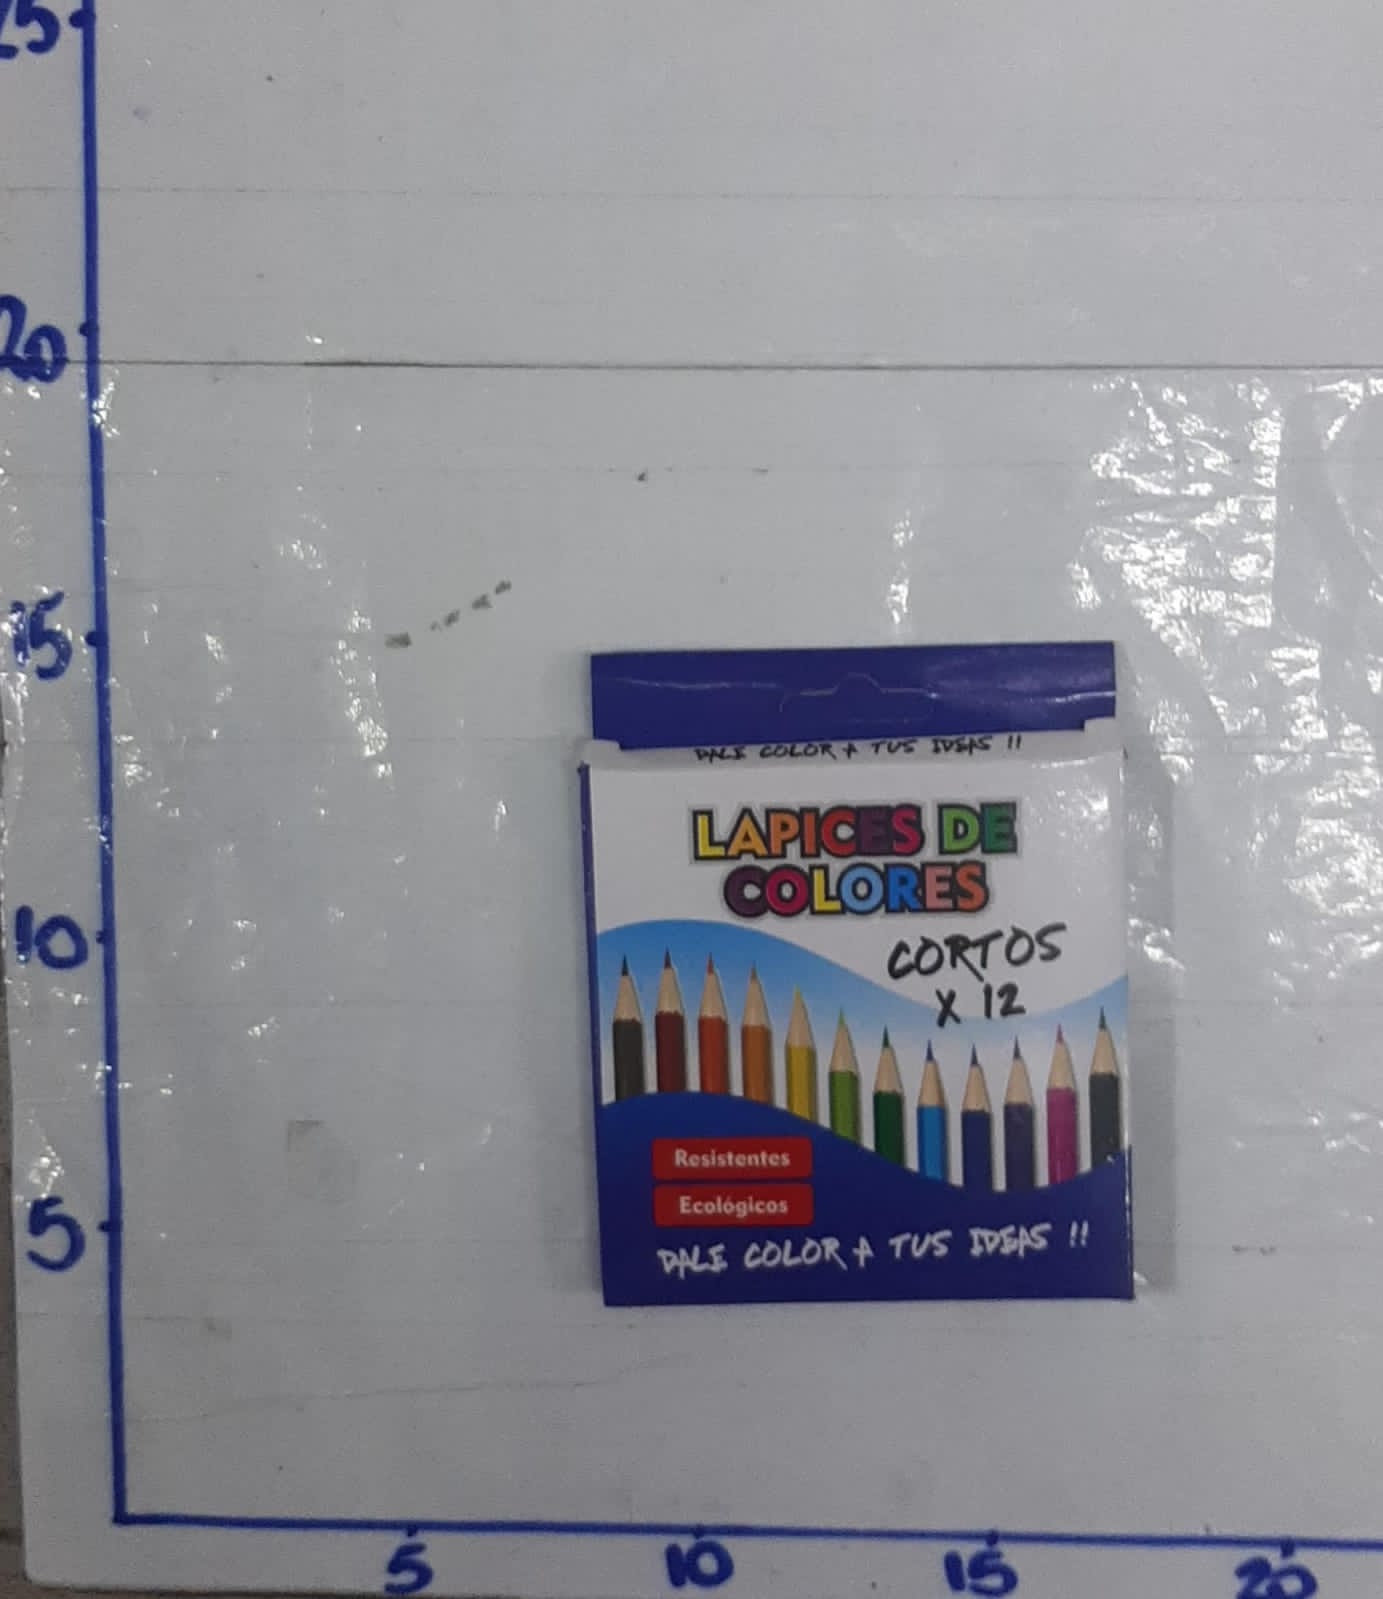 25
20
15
10
5
DALE COLOR A TUS IDEAS !!
LAPICES DE
COLORES
CORTOS
X 12
Resistentes
Ecológicos
DALE COLOR A TUS IDEAS !!
5 10 15 20